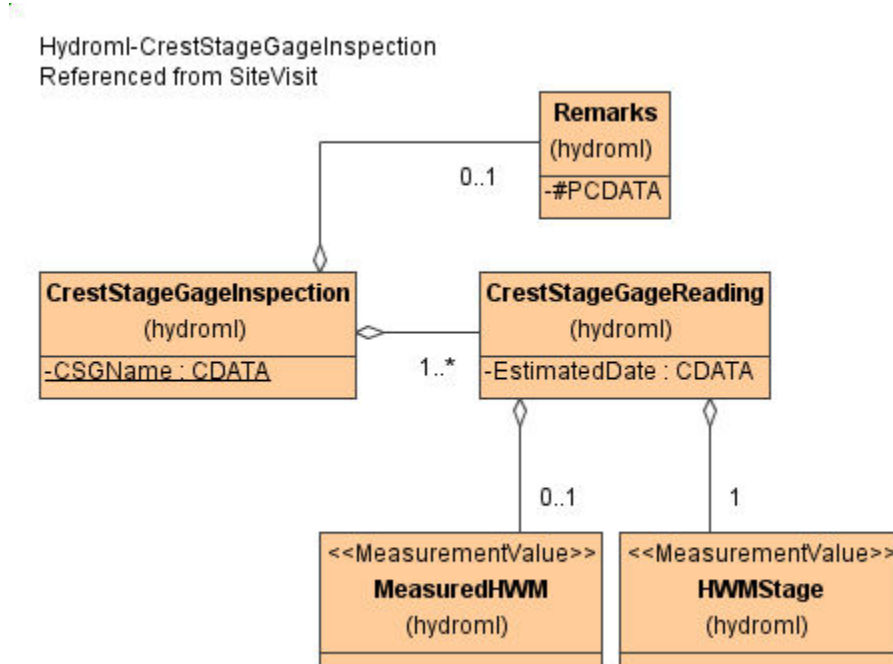 Hydroml-CrestStageGageInspection
Referenced from SiteVisit
Remarks
(hydroml)
-#PCDATA
0..1
CrestStageGageInspection
(hydroml)
-CSGName : CDATA
1..*
CrestStageGageReading
(hydroml)
-EstimatedDate : CDATA
0..1
1
<<MeasurementValue>>
MeasuredHWM
(hydroml)
<<MeasurementValue>>
HWMStage
(hydroml)